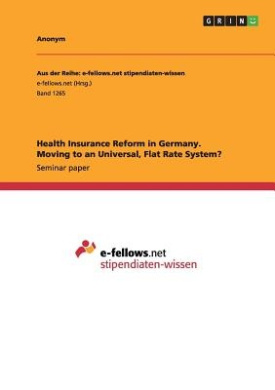 GRIN
Anonym
Aus der Reihe: e-fellows.net stipendiaten-wissen
e-fellows.net (Hrsg.)
Band 1265
Health Insurance Reform in Germany.
Moving to an Universal, Flat Rate System?
Seminar paper
e-fellows.net
stipendiaten-wissen